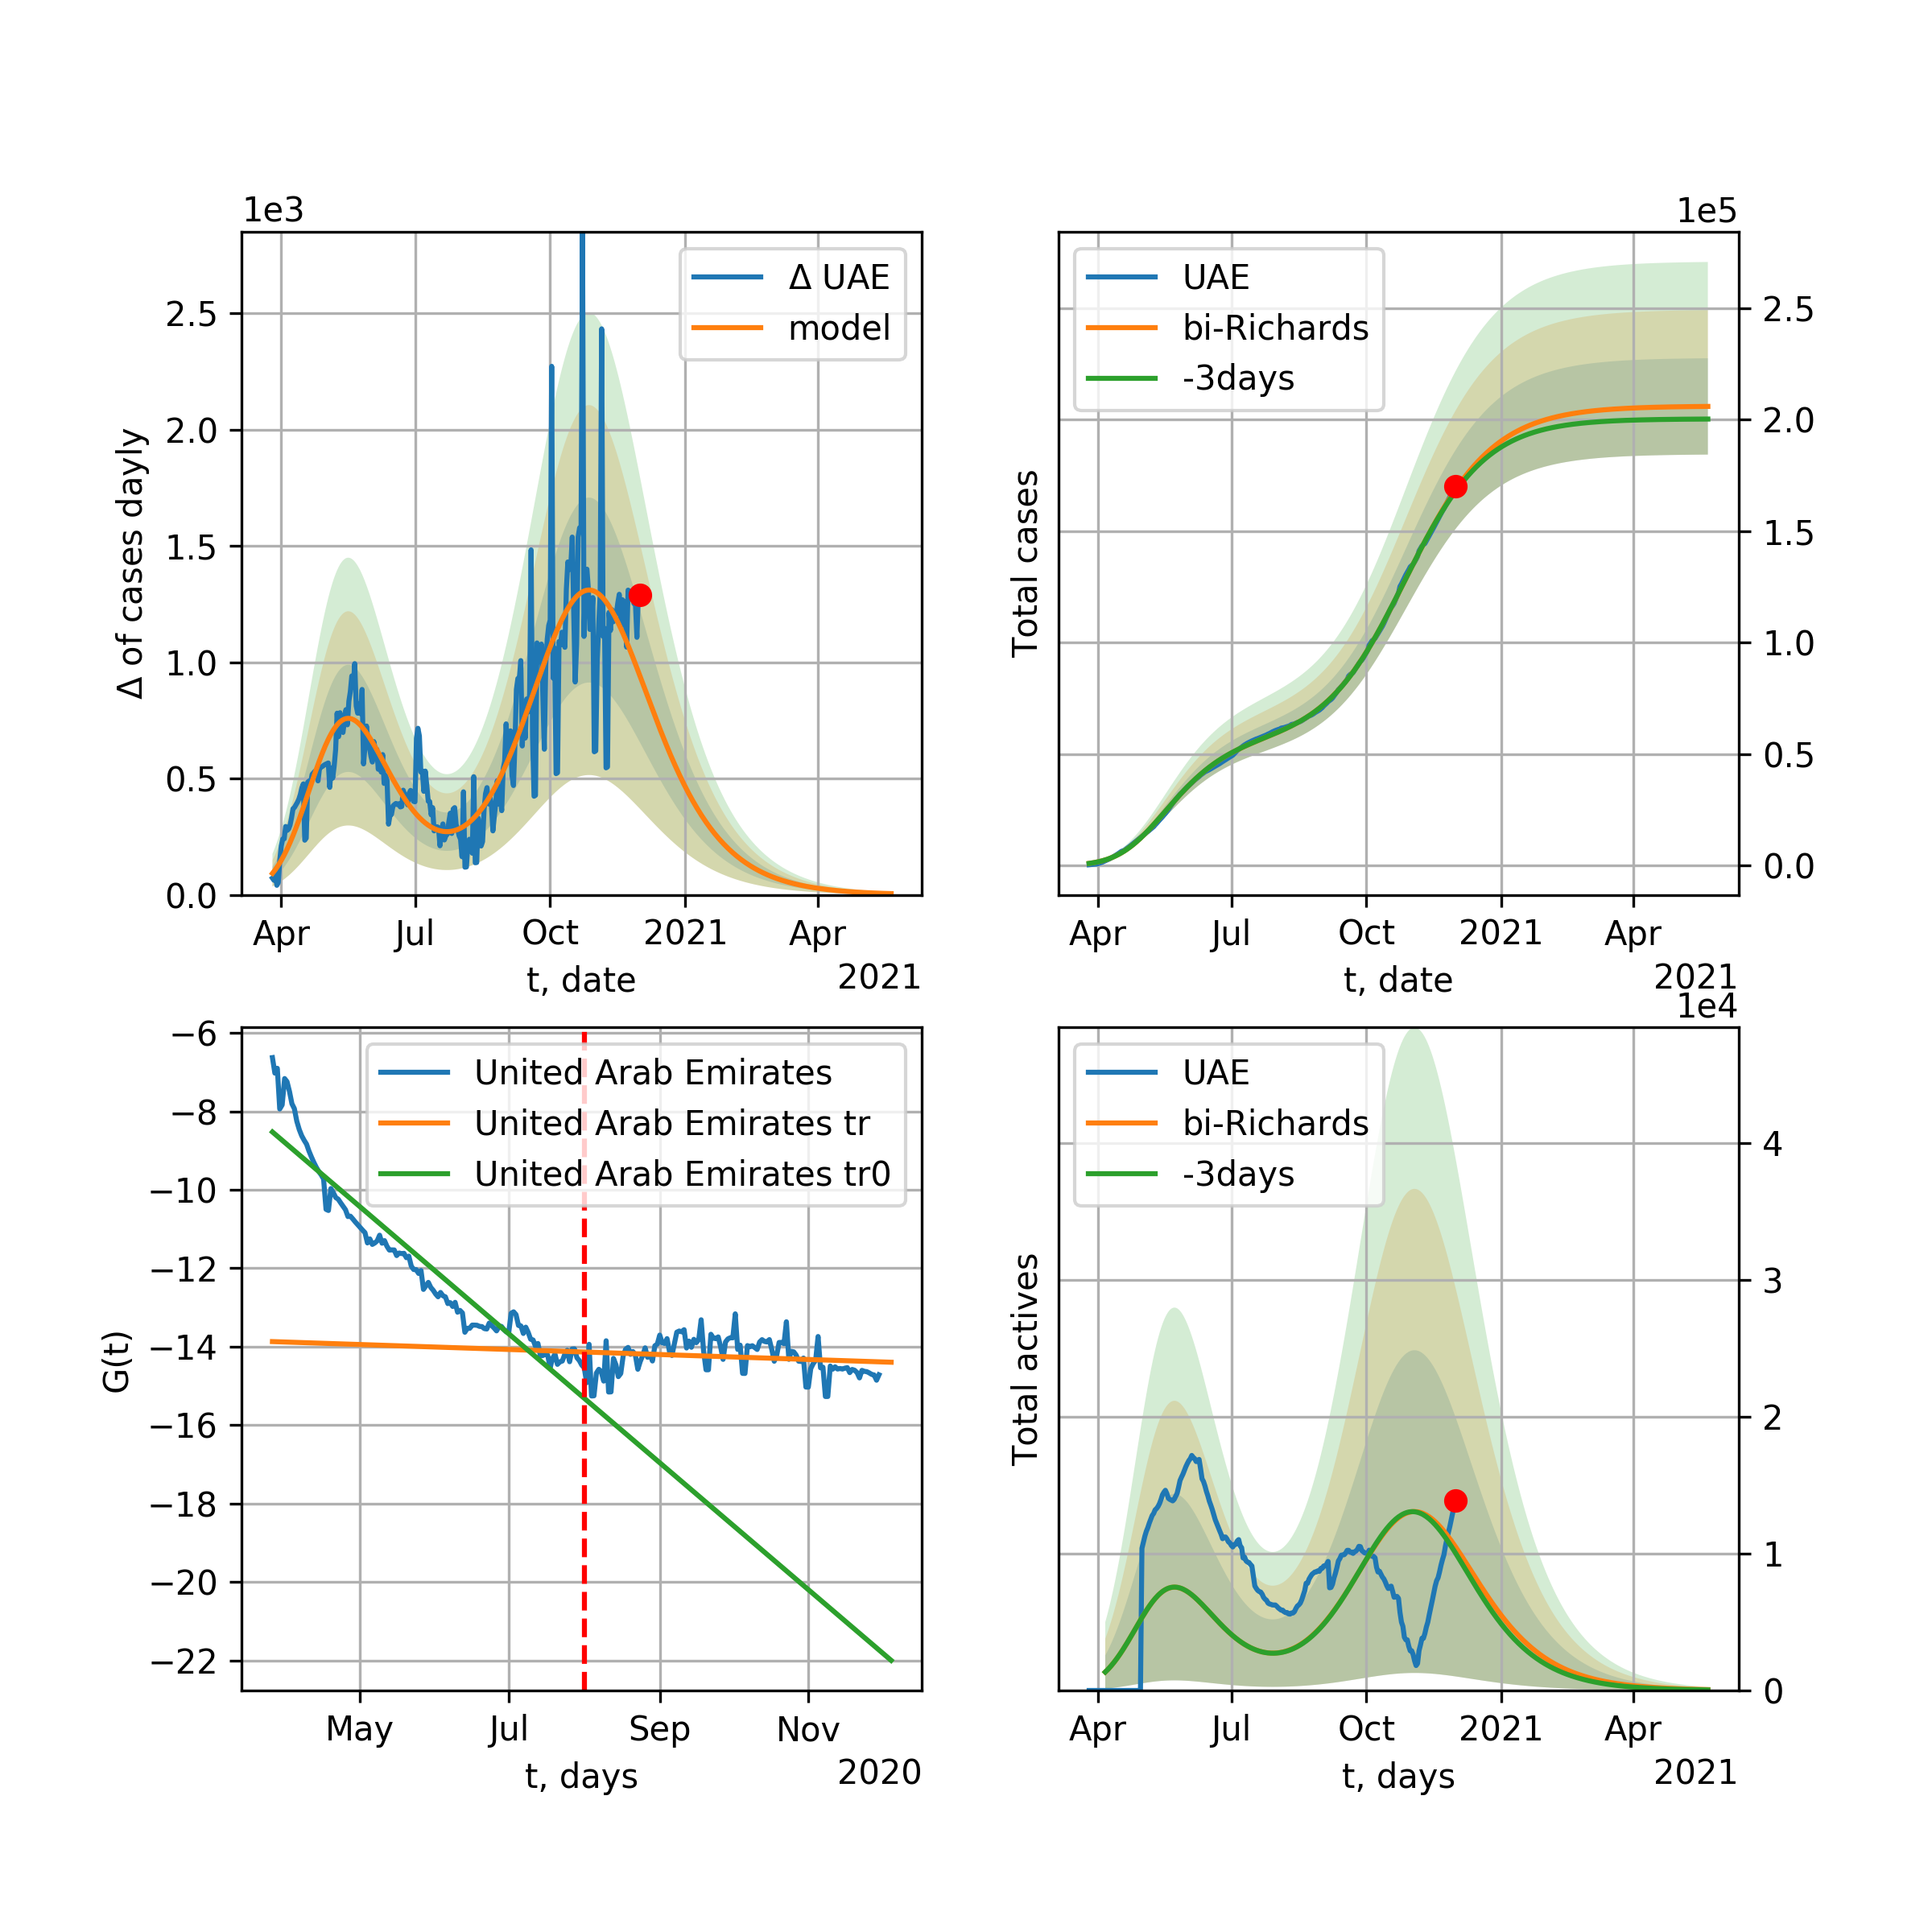 1e3
Δ of cases dayly
2.5
2.0
1.5
1.0
0.5
0.0
Δ UAE
model
Apr
Jul
Oct
2021
Apr
t, date
2021
1e5
Total cases
UAE
bi-Richards
-3days
2.5
2.0
1.5
1.0
0.5
0.0
Apr
Jul
Oct
2021
Apr
t, date
2021
G(t)
−6
−8
−10
−12
−14
−16
−18
−20
−22
United Arab Emirates
United Arab Emirates tr
United Arab Emirates tr0
May
Jul
Sep
Nov
t, days
2020
1e4
Total actives
UAE
bi-Richards
-3days
4
3
2
1
0
Apr
Jul
Oct
2021
Apr
t, days
2021